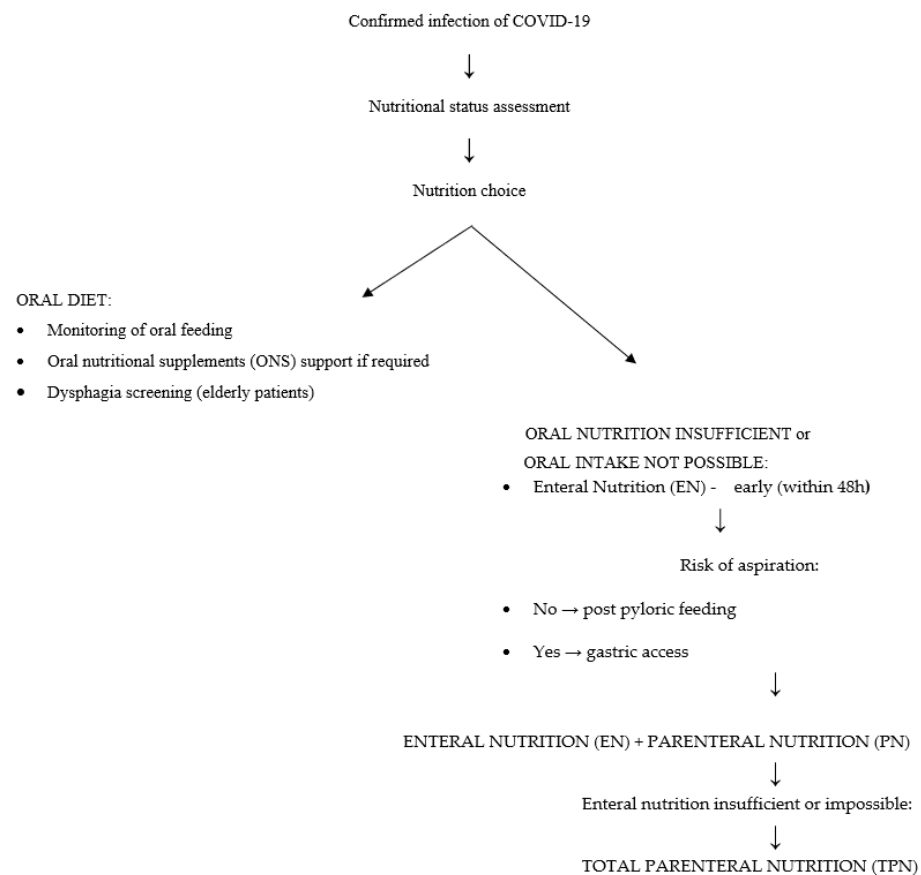 Confirmed infection of COVID-19
↓
Nutritional status assessment
↓
Nutrition choice
ORAL DIET:
• Monitoring of oral feeding
• Oral nutritional supplements (ONS) support if required
• Dysphagia screening (elderly patients)
ORAL NUTRITION INSUFFICIENT or
ORAL INTAKE NOT POSSIBLE:
• Enteral Nutrition (EN) - early (within 48h)
↓
Risk of aspiration:
• No → post pyloric feeding
• Yes → gastric access
↓
ENTERAL NUTRITION (EN) + PARENTERAL NUTRITION (PN)
↓
Enteral nutrition insufficient or impossible:
↓
TOTAL PARENTERAL NUTRITION (TPN)